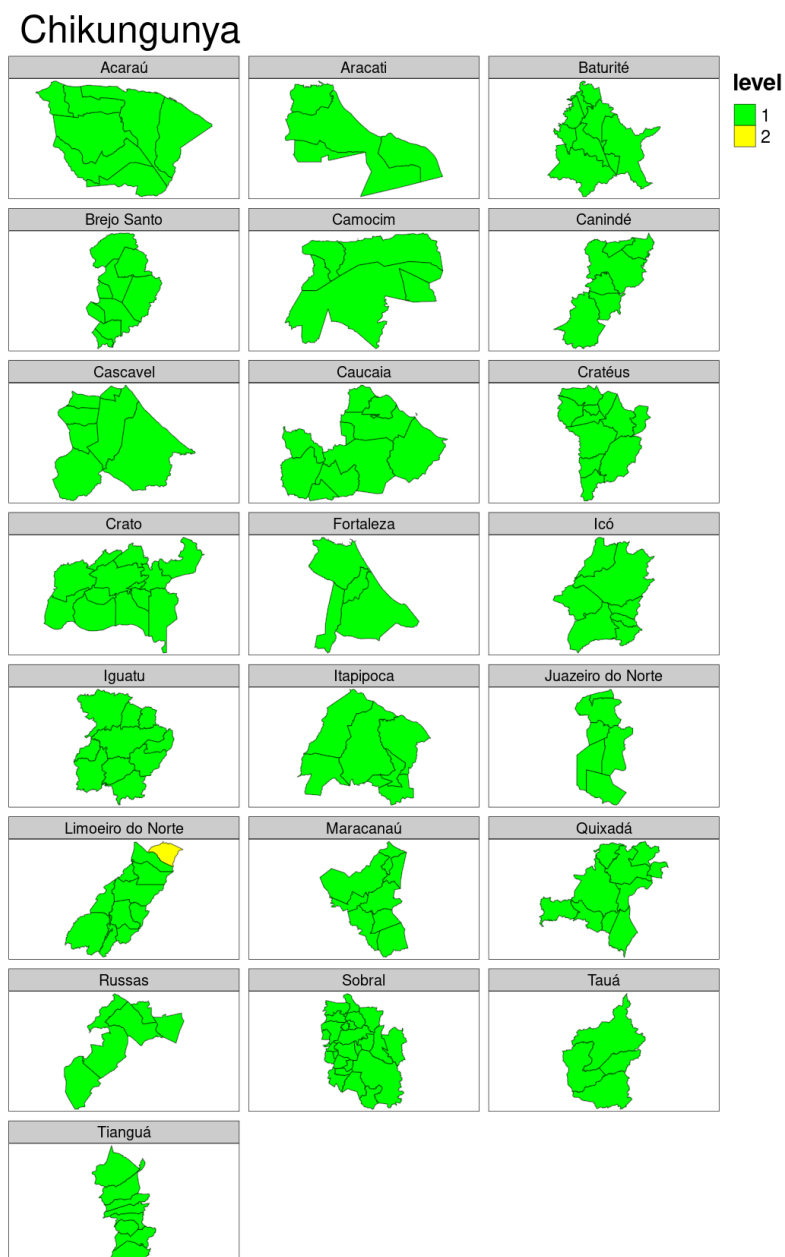 Chikungunya
Acaraú
Aracati
Baturité
level
1
2
Brejo Santo
Camocim
Canindé
Cascavel
Caucaia
Cratéus
Crato
Fortaleza
Icó
Iguatu
Itapipoca
Juazeiro do Norte
Limoeiro do Norte
Maracanaú
Quixadá
Russas
Sobral
Tauá
Tianguá